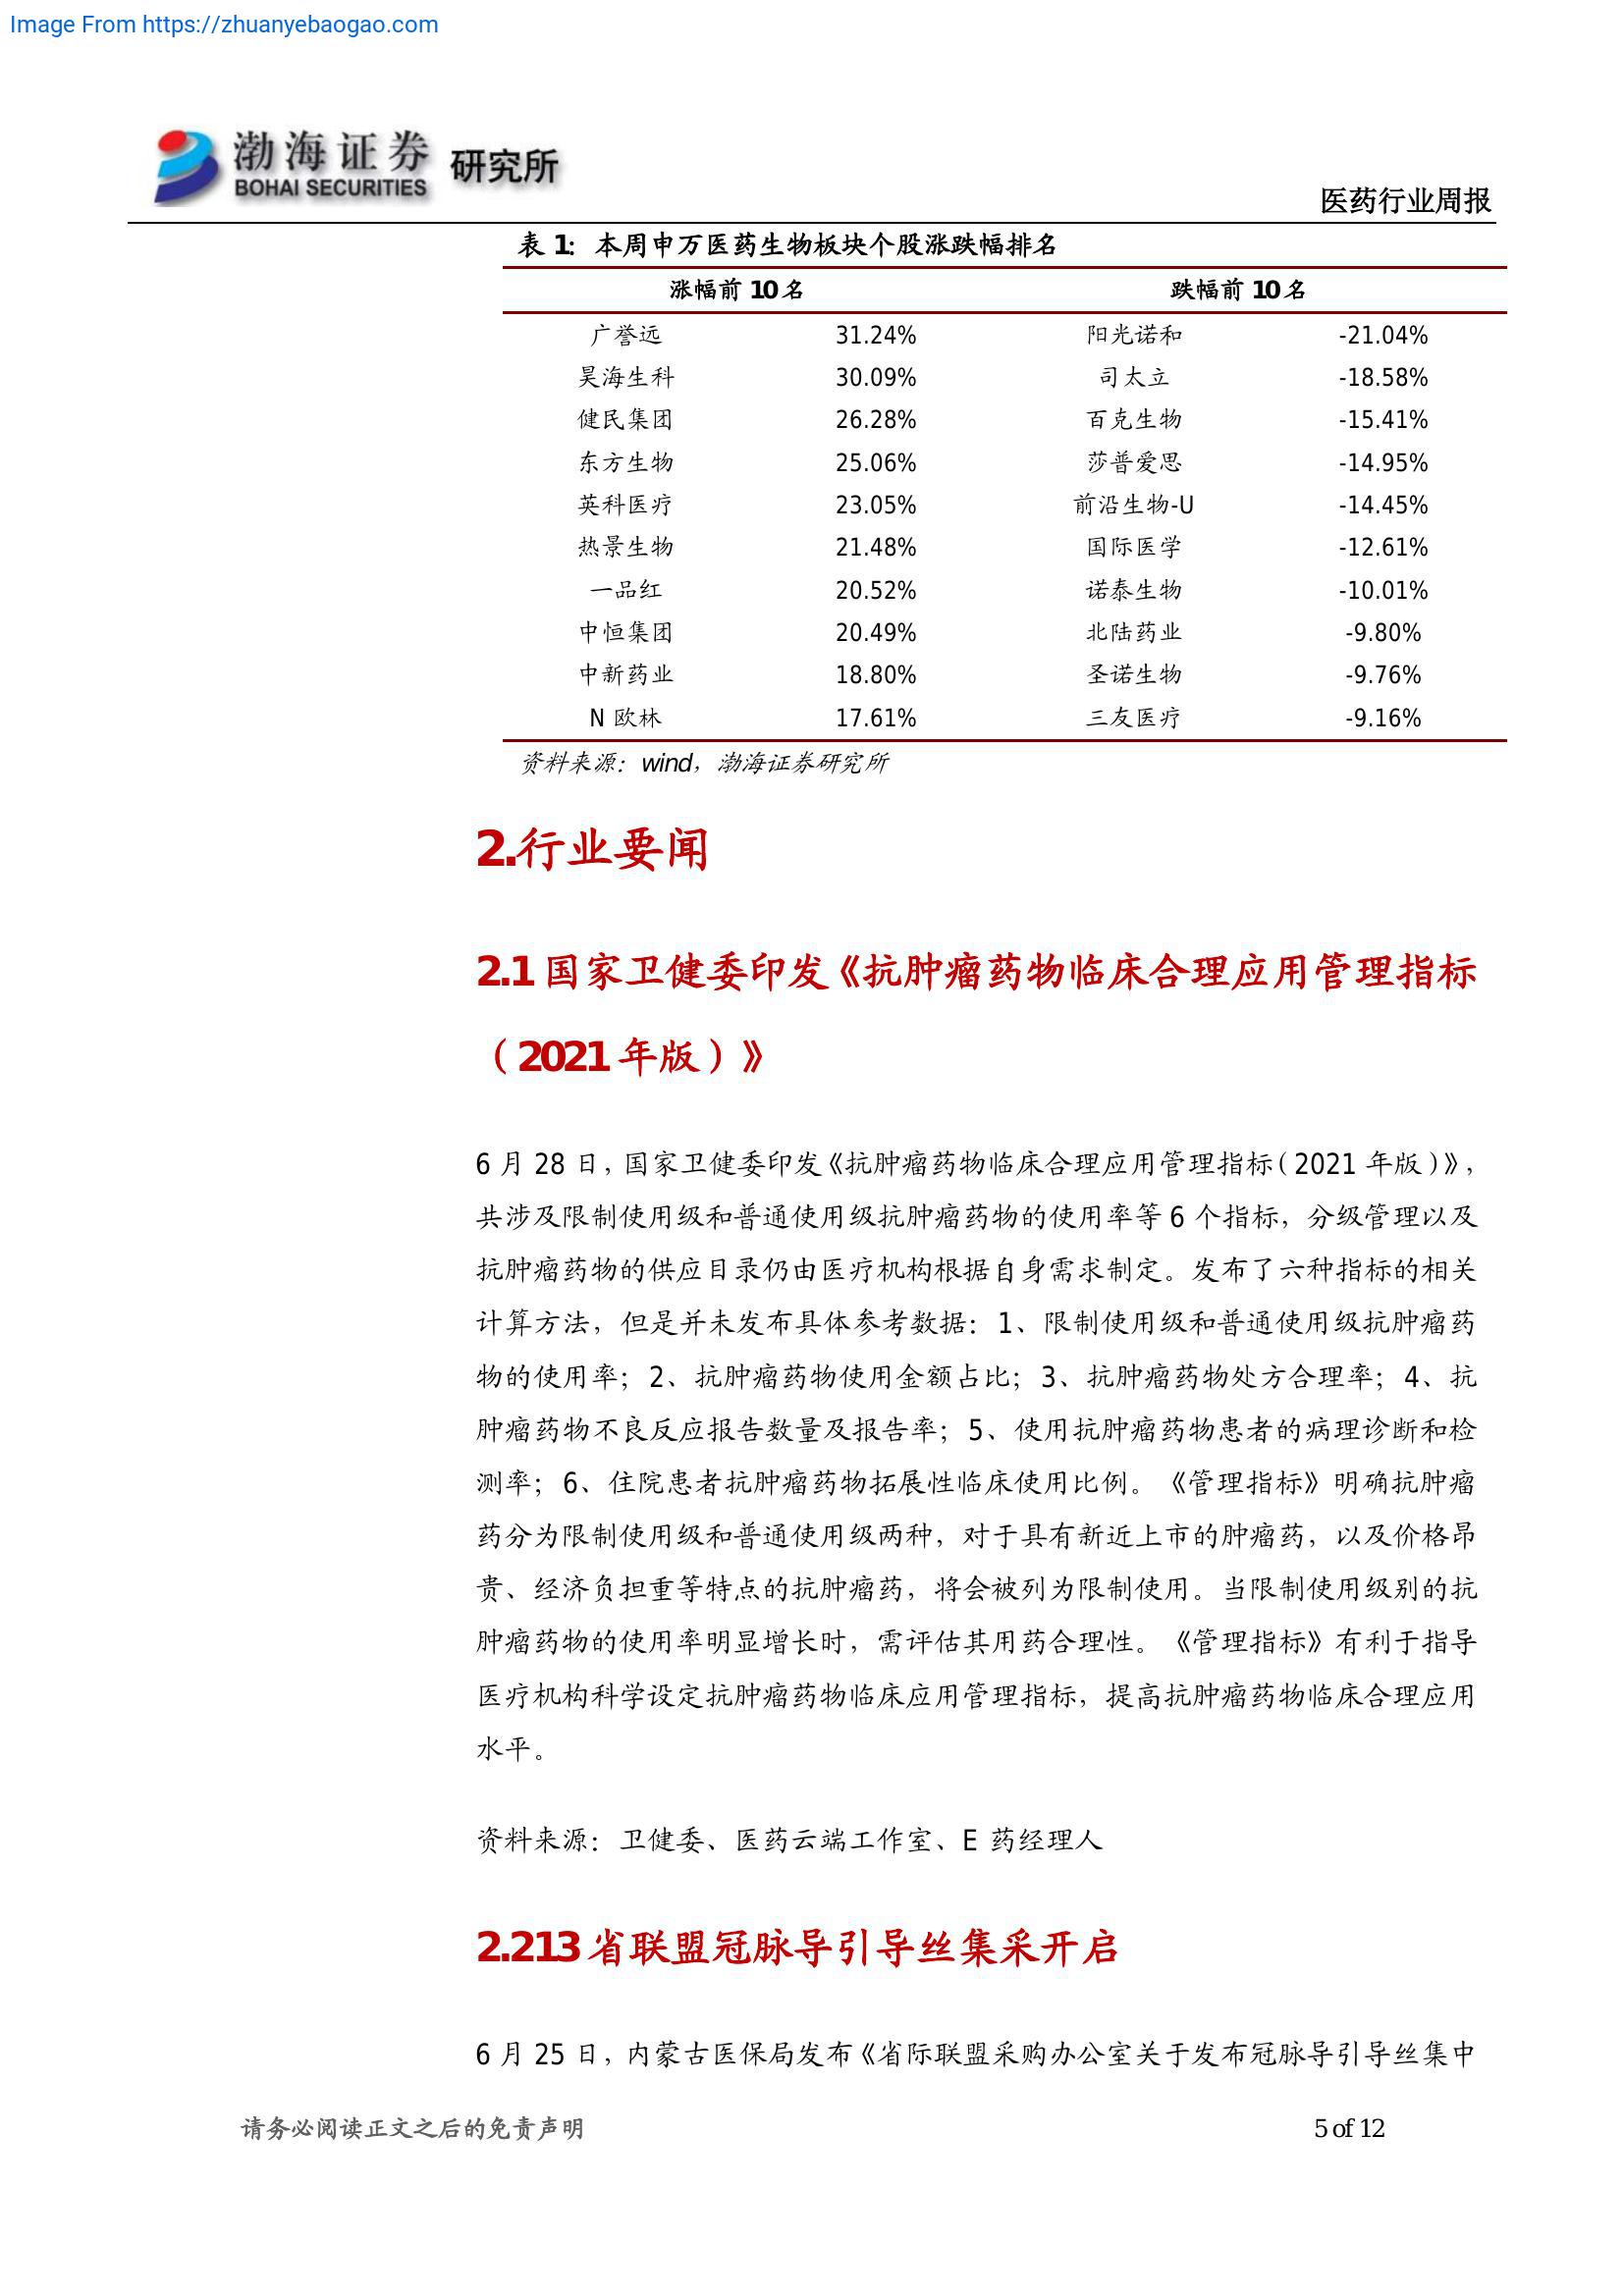 Image From https://zhuanyebaogao.com
渤海证券 研究所
BOHAI SECURITIES
医药行业周报
表 1: 本周申万医药生物板块个股涨跌幅排名
涨幅前 10 名 跌幅前 10 名
广誉远 31.24% 阳光诺和 -21.04%
昊海生科 30.09% 司太立 -18.58%
健民集团 26.28% 百克生物 -15.41%
东方生物 25.06% 莎普爱思 -14.95%
英科医疗 23.05% 前沿生物-U -14.45%
热景生物 21.48% 国际医学 -12.61%
一品红 20.52% 诺泰生物 -10.01%
中恒集团 20.49% 北陆药业 -9.80%
中新药业 18.80% 圣诺生物 -9.76%
N 欧林 17.61% 三友医疗 -9.16%
资料来源：wind，渤海证券研究所
2.行业要闻
2.1 国家卫健委印发《抗肿瘤药物临床合理应用管理指标
（2021 年版）》
6 月 28 日，国家卫健委印发《抗肿瘤药物临床合理应用管理指标（2021 年版）》，
共涉及限制使用级和普通使用级抗肿瘤药物的使用率等 6 个指标，分级管理以及
抗肿瘤药物的供应目录仍由医疗机构根据自身需求制定。发布了六种指标的相关
计算方法，但是并未发布具体参考数据：1、限制使用级和普通使用级抗肿瘤药
物的使用率；2、抗肿瘤药物使用金额占比；3、抗肿瘤药物处方合理率；4、抗
肿瘤药物不良反应报告数量及报告率；5、使用抗肿瘤药物患者的病理诊断和检
测率；6、住院患者抗肿瘤药物拓展性临床使用比例。《管理指标》明确抗肿瘤
药分为限制使用级和普通使用级两种，对于具有新近上市的肿瘤药，以及价格昂
贵、经济负担重等特点的抗肿瘤药，将会被列为限制使用。当限制使用级别的抗
肿瘤药物的使用率明显增长时，需评估其用药合理性。《管理指标》有利于指导
医疗机构科学设定抗肿瘤药物临床应用管理指标，提高抗肿瘤药物临床合理应用
水平。
资料来源：卫健委、医药云端工作室、E 药经理人
2.213 省联盟冠脉导引导丝集采开启
6 月 25 日，内蒙古医保局发布《省际联盟采购办公室关于发布冠脉导引导丝集中
请务必阅读正文之后的免责声明 5 of 12